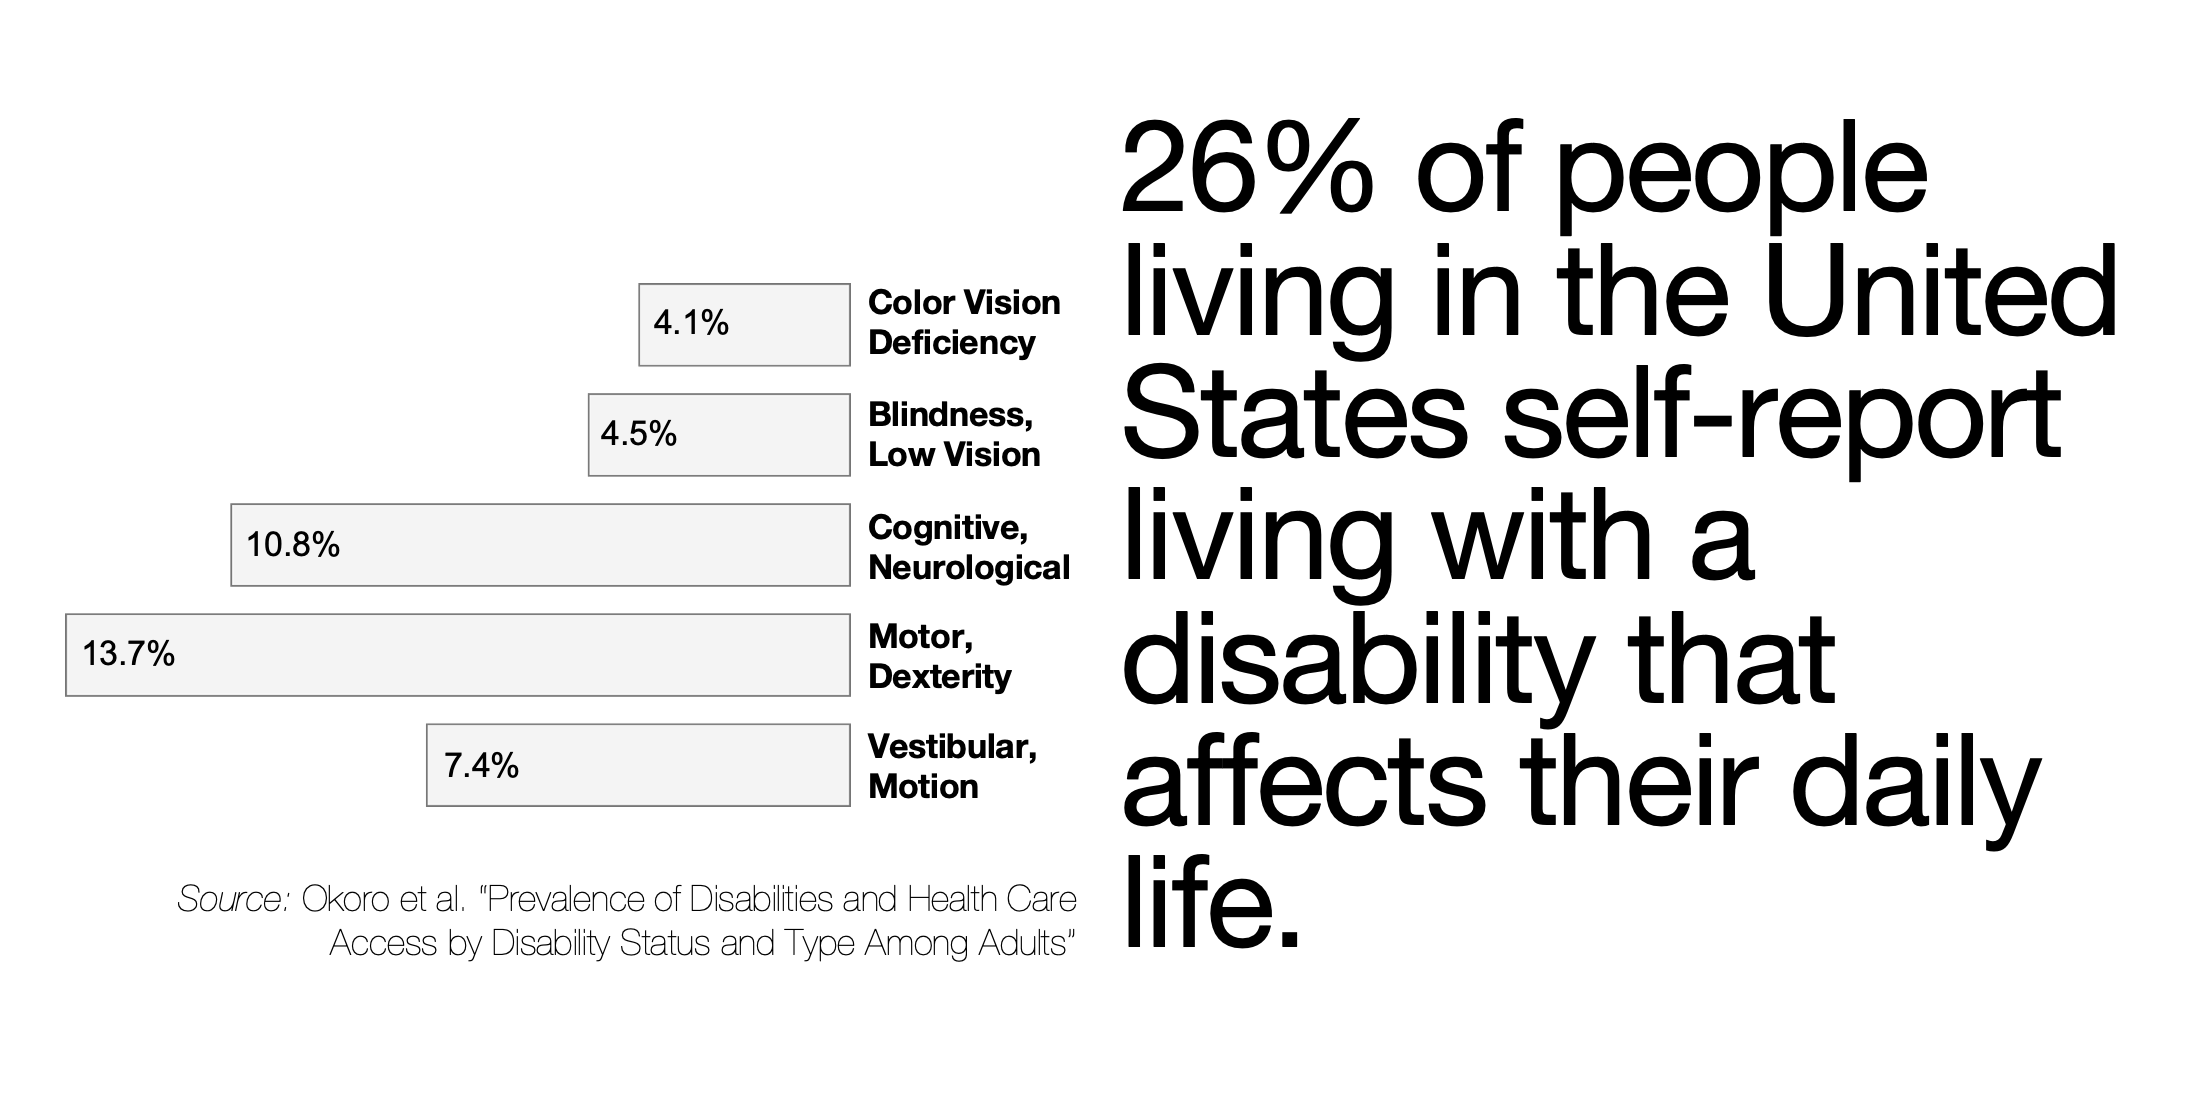 4.1%
Color Vision
Deficiency
4.5%
Blindness,
Low Vision
10.8%
Cognitive,
Neurological
13.7%
Motor,
Dexterity
7.4%
Vestibular,
Motion
Source: Okoro et al. “Prevalence of Disabilities and Health Care
Access by Disability Status and Type Among Adults”
26% of people
living in the United
States self-report
living with a
disability that
affects their daily
life.